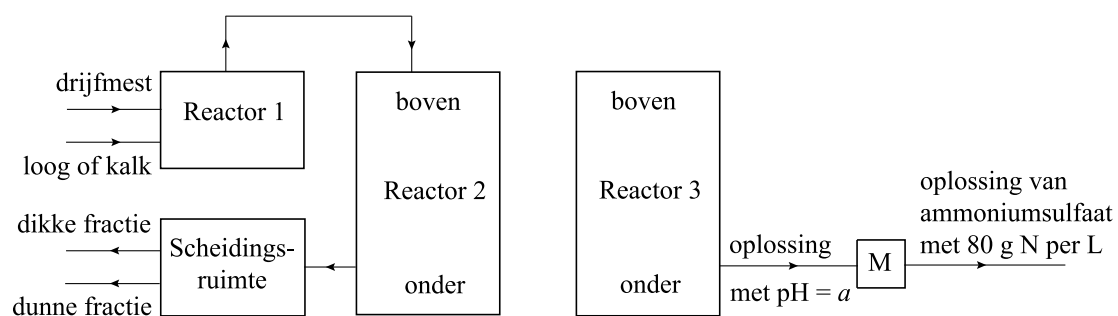 drijfmest
loog of kalk
Reactor 1
boven
Reactor 2
onder
dikke fractie
dunne fractie
Scheidings-
ruimte
boven
Reactor 3
onder
oplossing
met pH = a
M
oplossing van
ammoniumsulfaat
met 80 g N per L